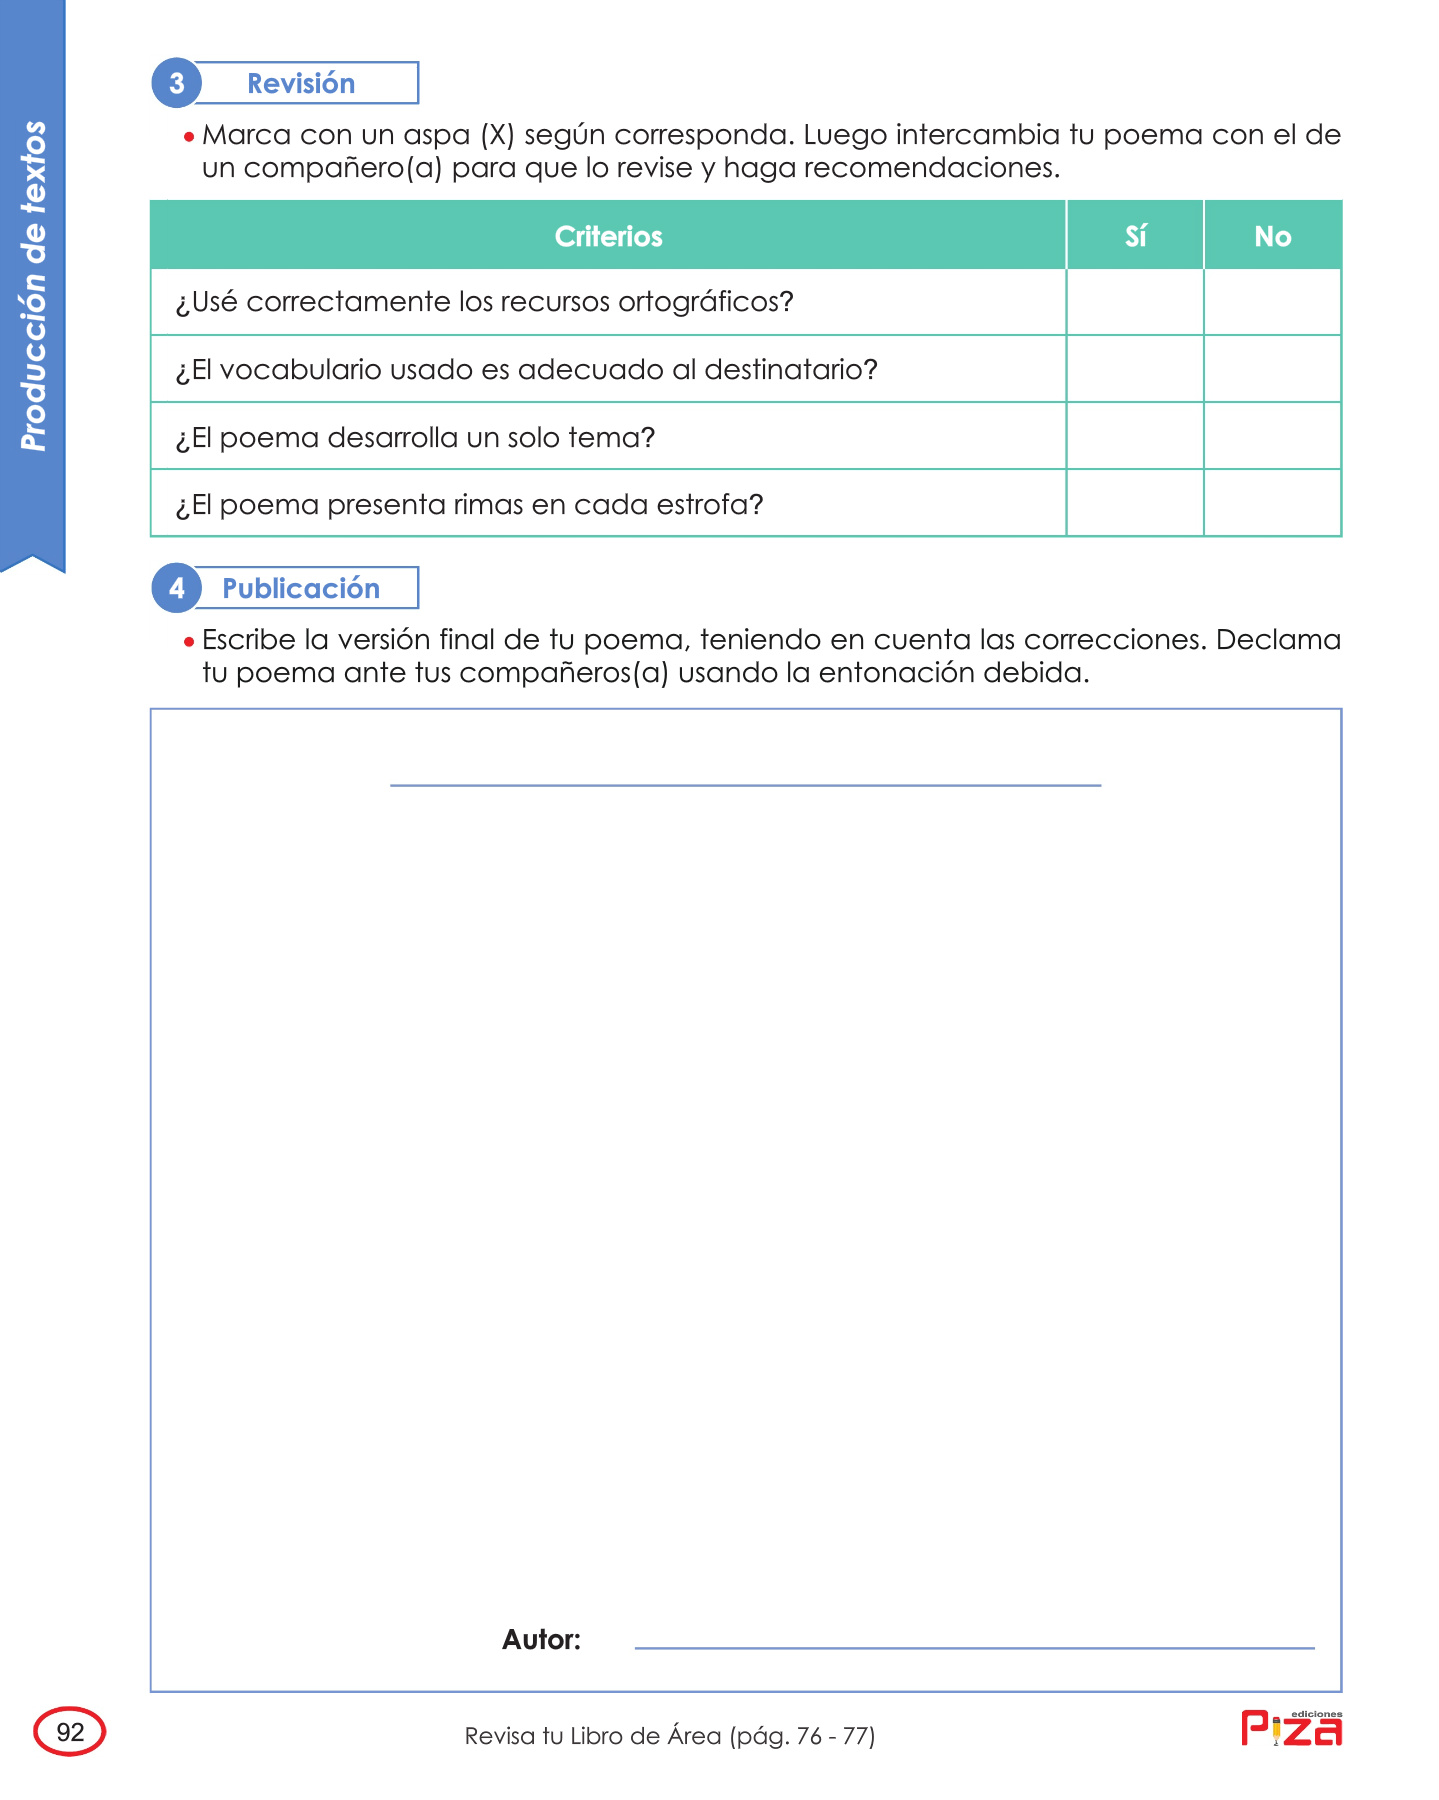 Producción de textos
3 Revisión
• Marca con un aspa (X) según corresponda. Luego intercambia tu poema con el de
un compañero(a) para que lo revise y haga recomendaciones.
Criterios Sí No
¿Usé correctamente los recursos ortográficos?
¿El vocabulario usado es adecuado al destinatario?
¿El poema desarrolla un solo tema?
¿El poema presenta rimas en cada estrofa?
4 Publicación
• Escribe la versión final de tu poema, teniendo en cuenta las correcciones. Declama
tu poema ante tus compañeros(a) usando la entonación debida.
Autor:
92
Revisa tu Libro de Área (pág. 76 - 77)
ediciones
Piza